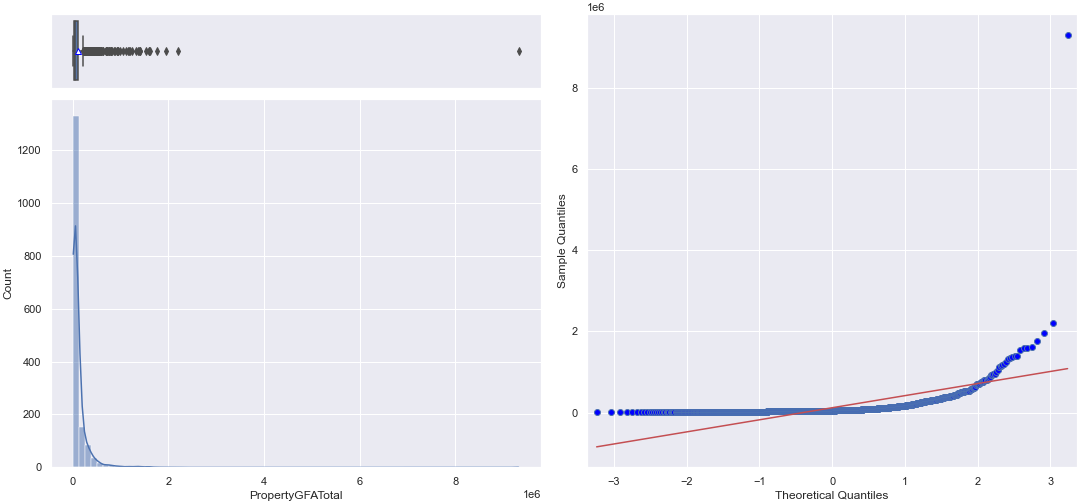 1200
1000
800
600
400
200
0
Count
0 2 4 6 8
1e6
PropertyGFATotal
1e6
8
6
4
2
0
Sample Quantiles
−3 −2 −1 0 1 2 3
Theoretical Quantiles